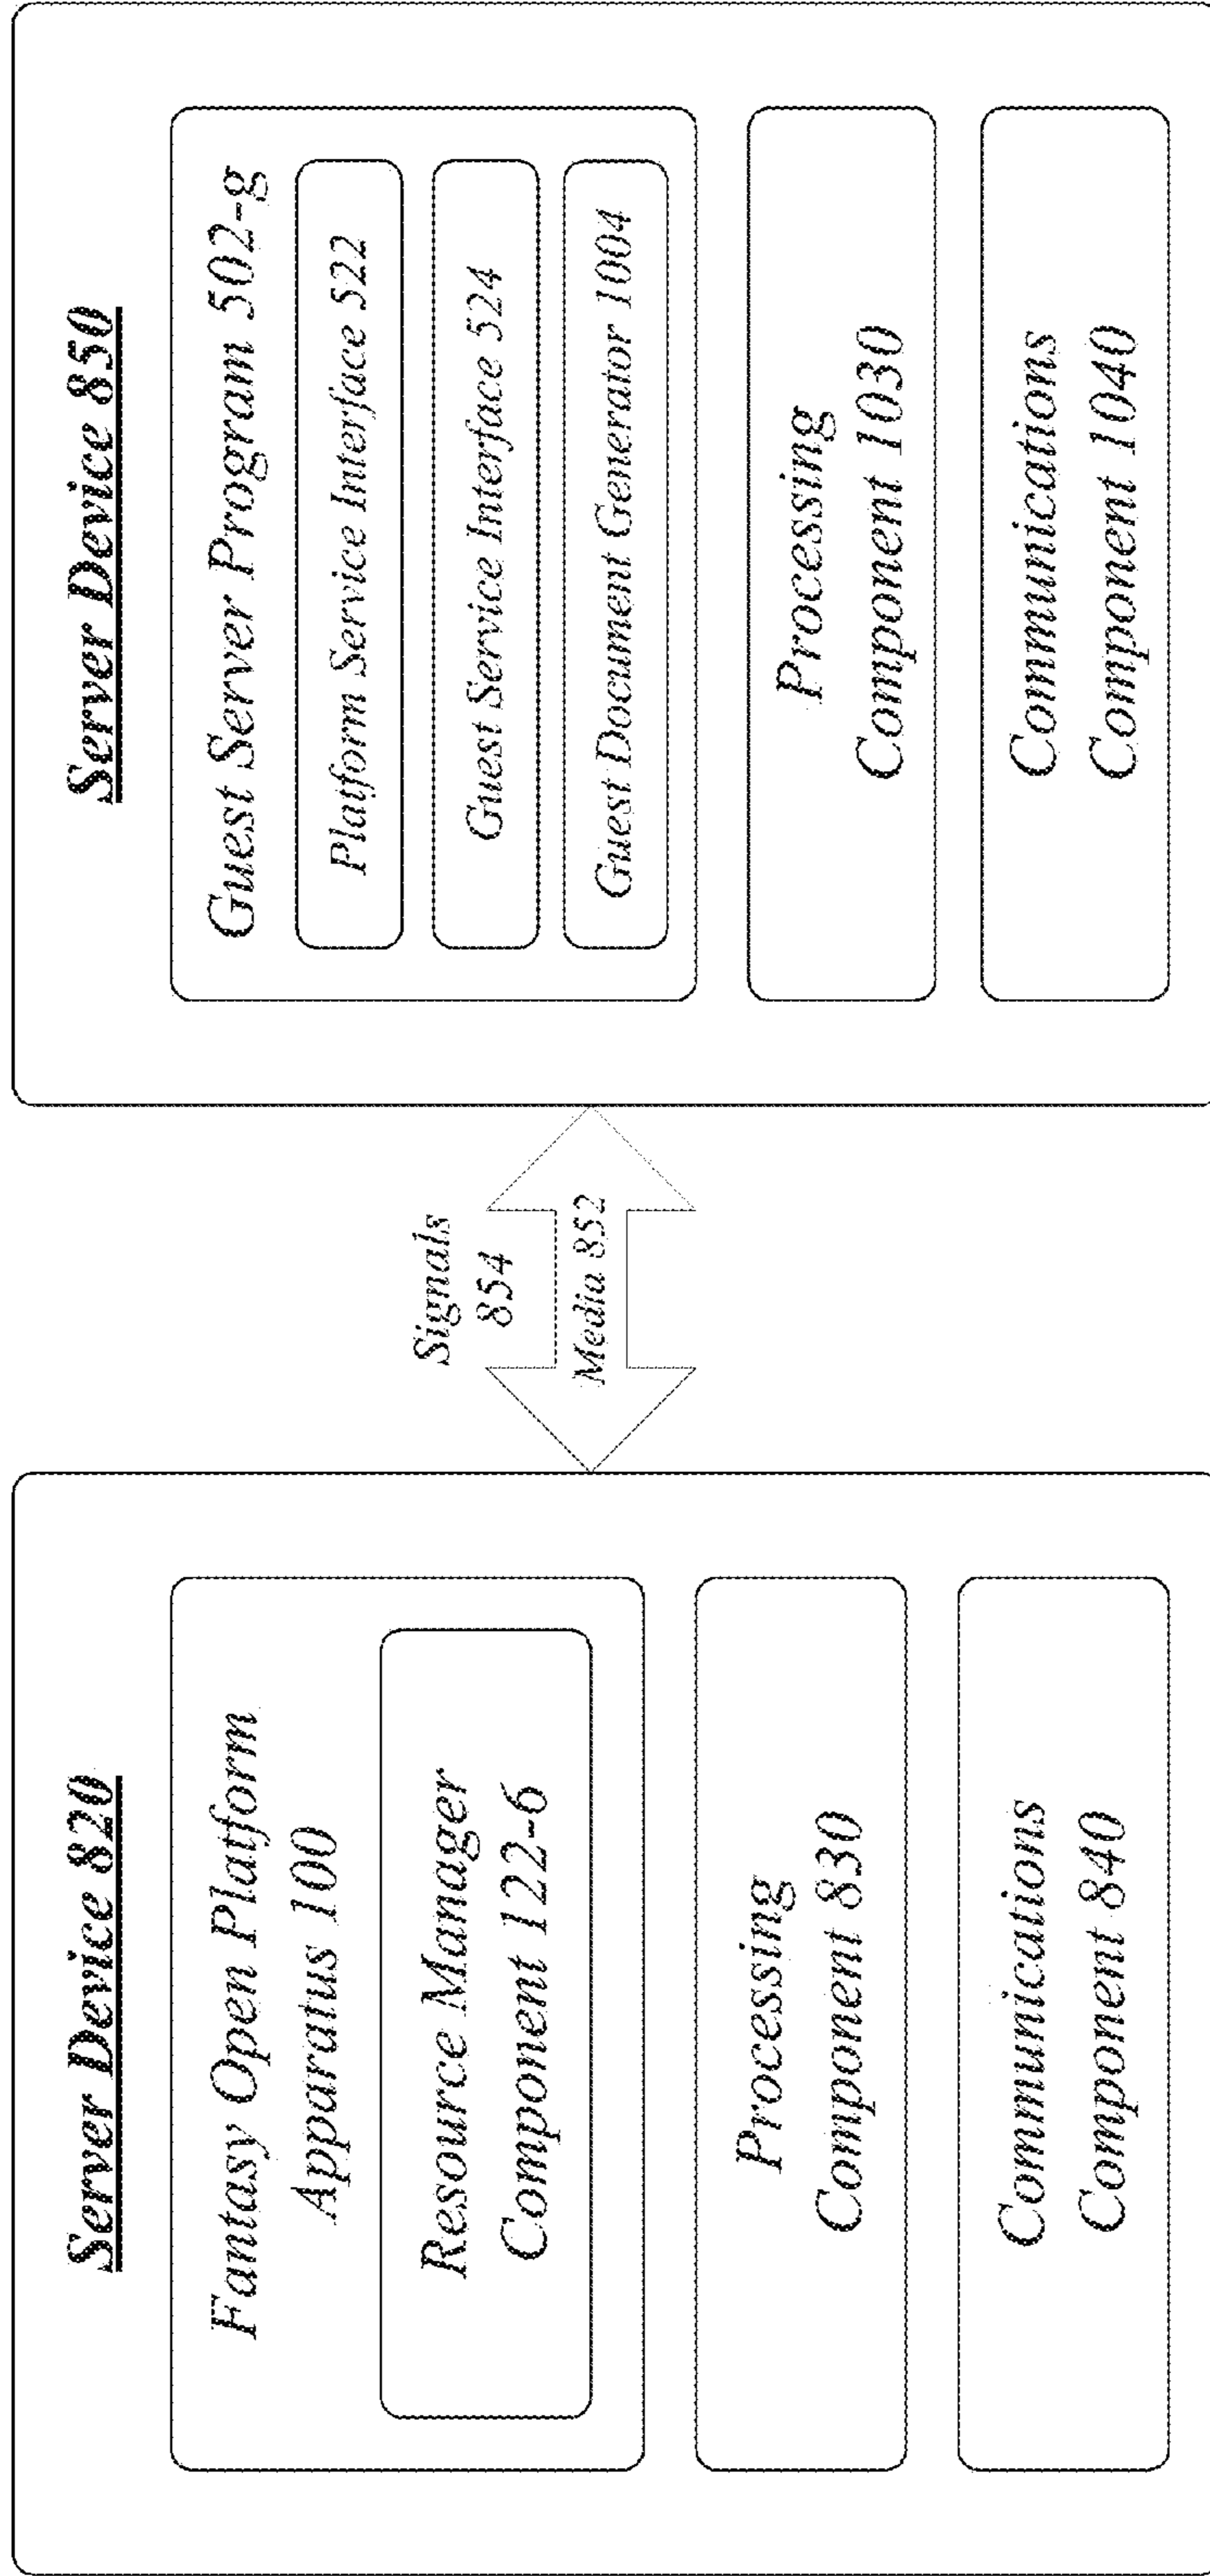 Server Device 820
Fantasy Open Platform
Apparatus 100
Resource Manager
Component 122-6
Processing
Component 830
Communications
Component 840
Signals
854
Media 852
Server Device 850
Guest Server Program 502-g
Platform Service Interface 522
Guest Service Interface 524
Guest Document Generator 1004
Processing
Component 1030
Communications
Component 1040